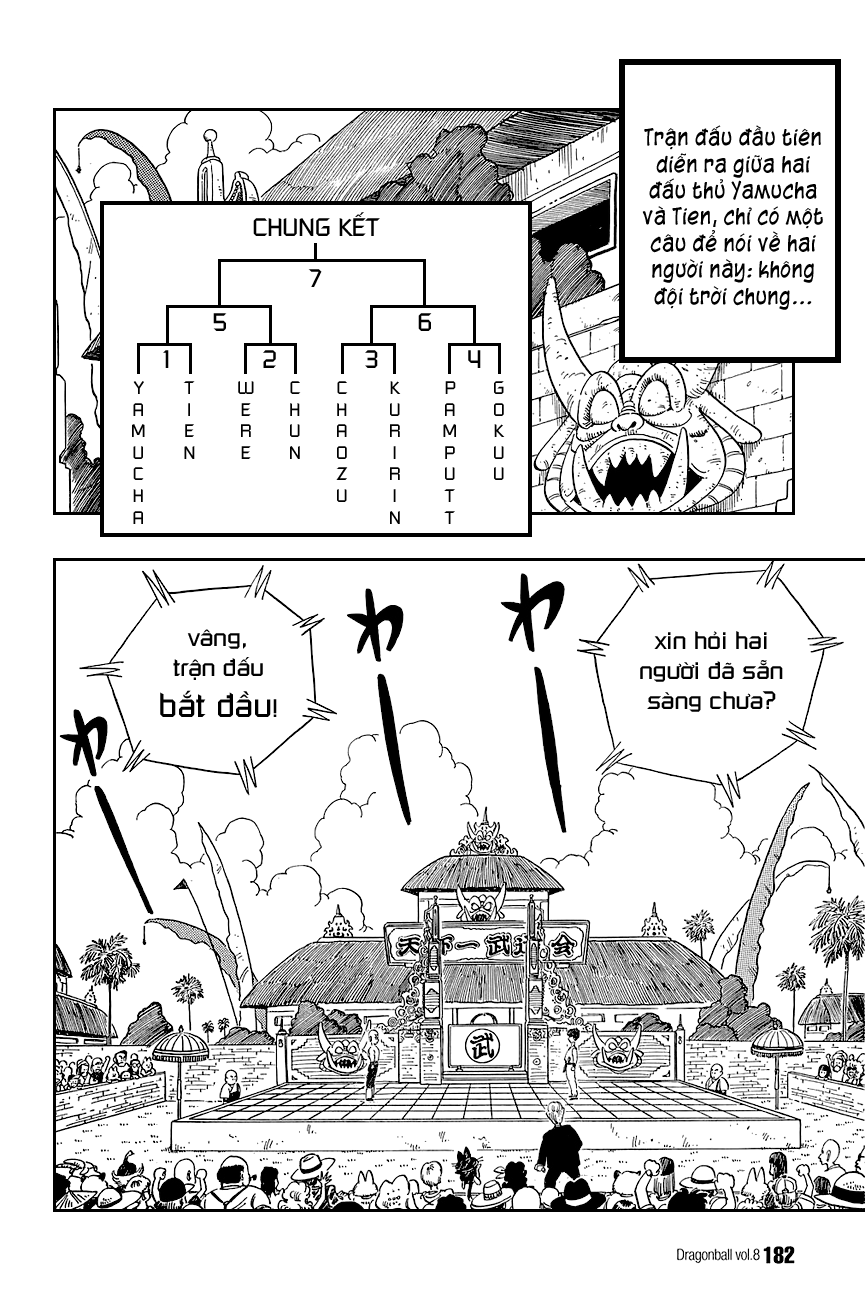 Trận đấu đầu tiên
diễn ra giữa hai
đấu thủ Yamucha
và Tien, chỉ có một
câu để nói về hai
người này: không
đội trời chung...
CHUNG KẾT
7
5
6
1
2
3
4
YAMUCHA
TIEN
WERE
CHUN
CHAOZU
KURIRIN
PAMPUTT
GOKUU
vâng,
trận đấu
bắt đầu!
xin hỏi hai
người đã sẵn
sàng chưa?
わー
わー
わー
天下一武道会
武
Dragonball vol.8 182